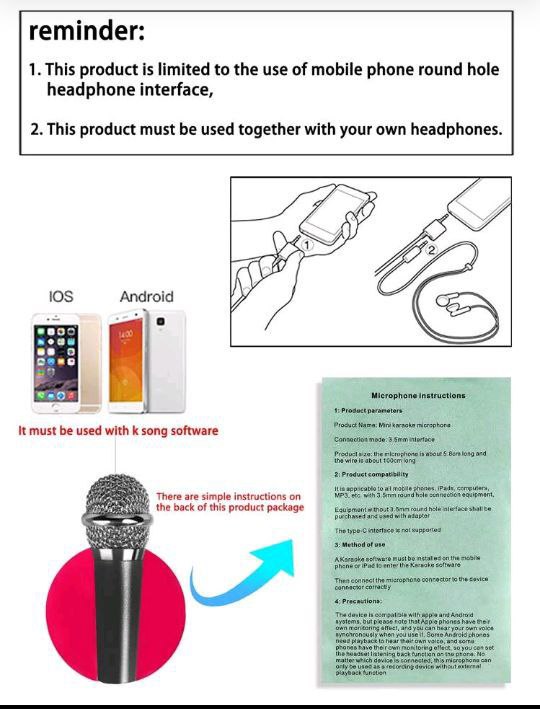 reminder:
1. This product is limited to the use of mobile phone round hole
headphone interface,
2. This product must be used together with your own headphones.
1
2
IOS
Android
14:00
It must be used with k song software
There are simple instructions on
the back of this product package
Microphone instructions
1: Product parameters
Product Name: Mini karaoke microphone
Connection mode: 3.5mm interface
Product size: the microphone is about 5.8cm long and
the wire is about 100cm long
2: Product compatibility
It is applicable to all mobile phones, iPads, computers,
MP3, etc. with 3.5mm round hole connection equipment,
Equipment without 3.5mm round hole interface shall be
purchased and used with adapter
The type-C interface is not supported
3: Method of use
A Karaoke software must be installed on the mobile
phone or iPad to enter the Karaoke software
Then connect the microphone connector to the device
connector correctly
4: Precautions:
The device is compatible with apple and Android
systems, but please note that Apple phones have their
own monitoring effect, and you can hear your own voice
synchronously when you use it. Some Android phones
need playback to hear their own voice, and some
phones have their own monitoring effect, so you can set
the headset listening back function on the phone. No
matter which device is connected, this microphone can
only be used as a recording device without external
playback function